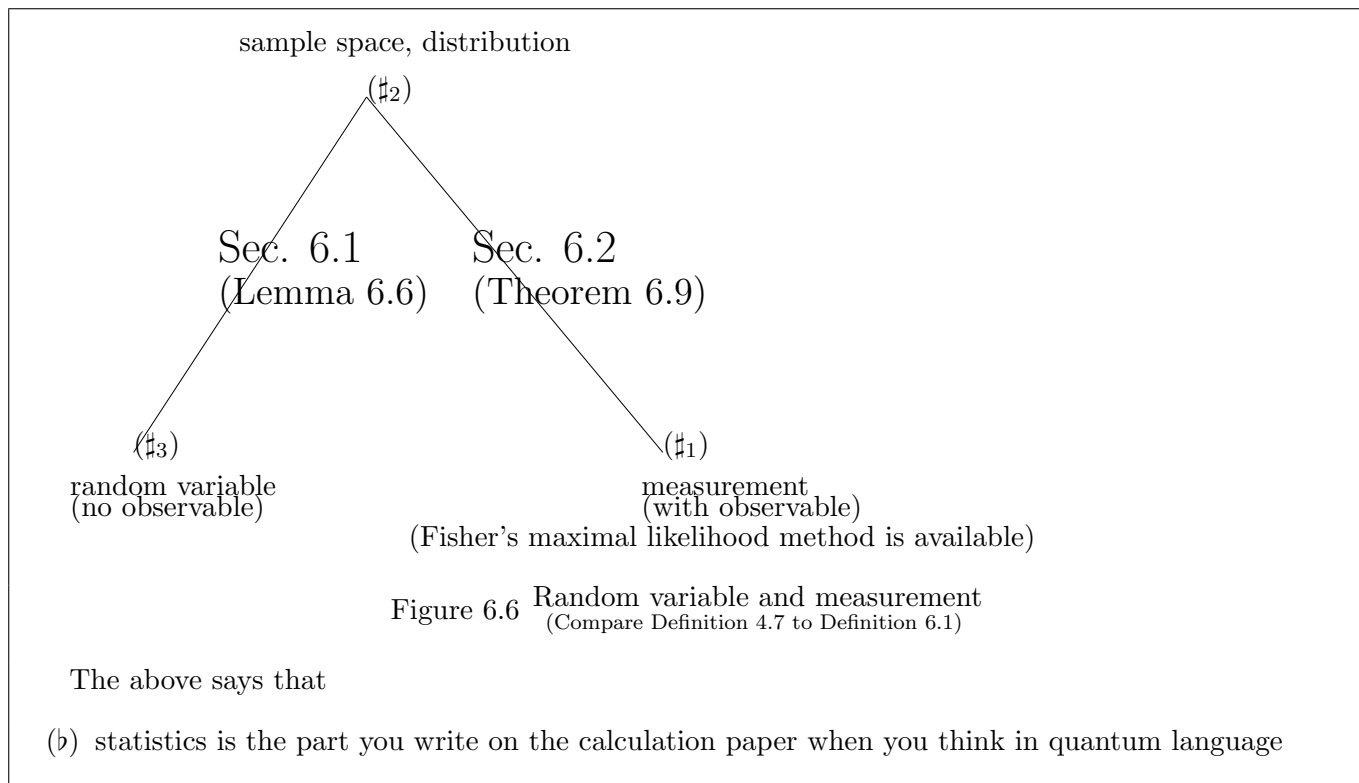 sample space, distribution
(♯₂)
Sec. 6.1 Sec. 6.2
(Lemma 6.6) (Theorem 6.9)
(♯₃) (♯₁)
random variable measurement
(no observable) (with observable)
(Fisher's maximal likelihood method is available)
Figure 6.6 Random variable and measurement
(Compare Definition 4.7 to Definition 6.1)
The above says that
(♭) statistics is the part you write on the calculation paper when you think in quantum language